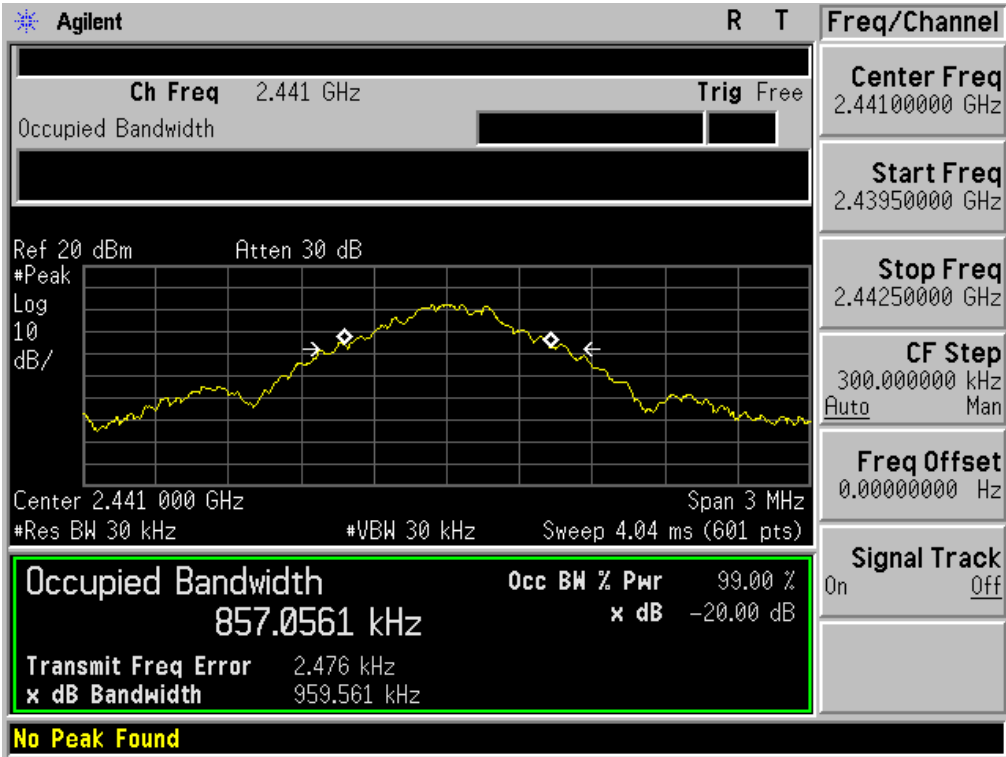 Agilent R T
Freq/Channel
Ch Freq 2.441 GHz Trig Free
Occupied Bandwidth
Ref 20 dBm Atten 30 dB
#Peak
Log
10
dB/
Center 2.441 000 GHz Span 3 MHz
#Res BW 30 kHz #VBW 30 kHz Sweep 4.04 ms (601 pts)
Occupied Bandwidth Occ BW % Pwr 99.00 %
857.0561 kHz x dB -20.00 dB
Transmit Freq Error 2.476 kHz
x dB Bandwidth 959.561 kHz
No Peak Found
Center Freq
2.44100000 GHz
Start Freq
2.43950000 GHz
Stop Freq
2.44250000 GHz
CF Step
300.000000 kHz
Auto Man
Freq Offset
0.00000000 Hz
Signal Track
On Off